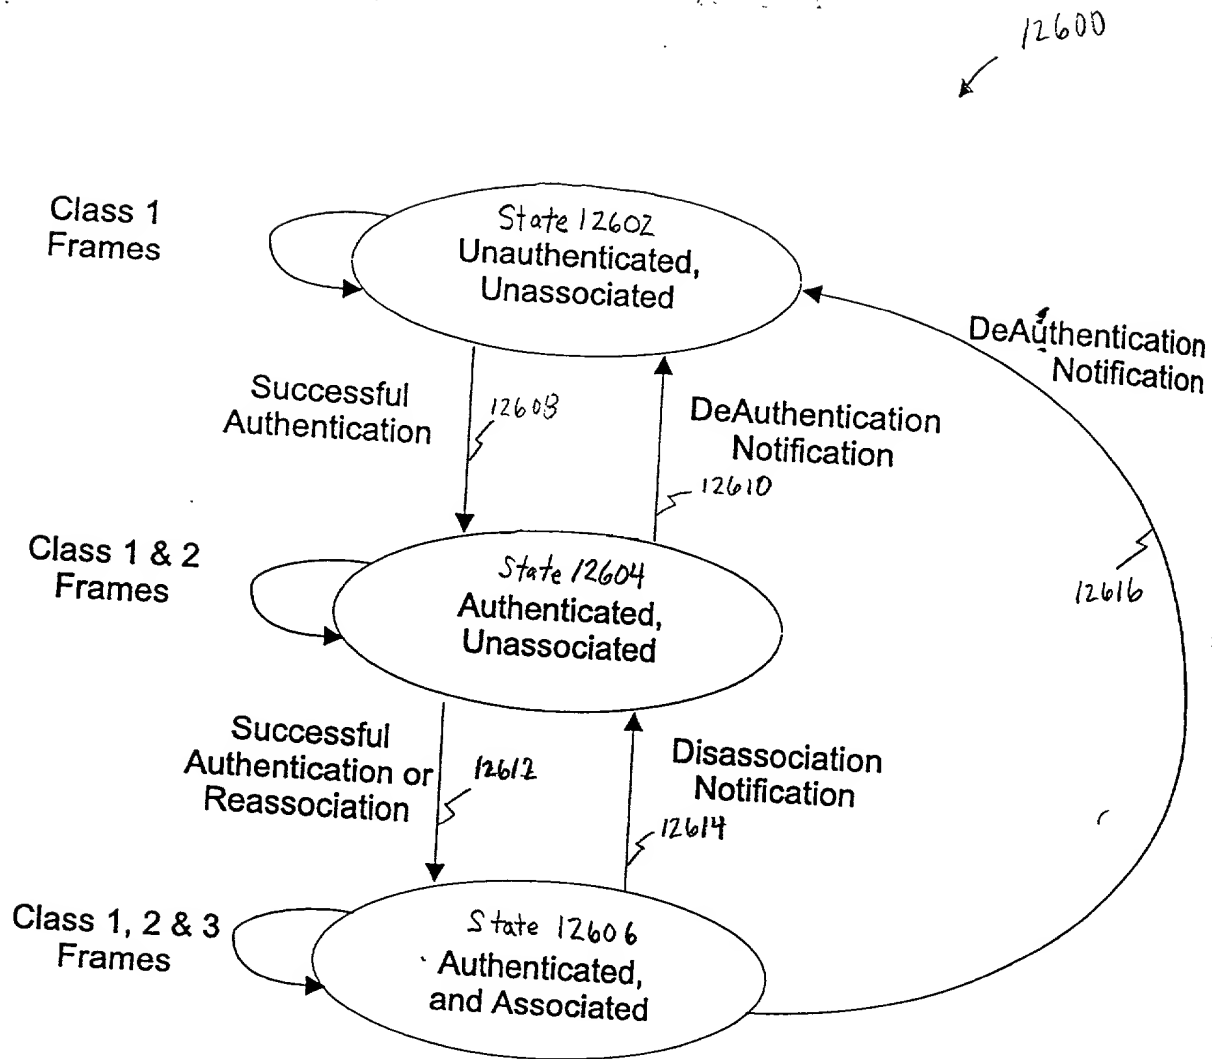 12600
Class 1
Frames
State 12602
Unauthenticated,
Unassociated
DeAuthentication
Notification
Successful
Authentication
12608
DeAuthentication
Notification
12610
Class 1 & 2
Frames
State 12604
Authenticated,
Unassociated
12616
Successful
Authentication or
Reassociation
12612
Disassociation
Notification
12614
Class 1, 2 & 3
Frames
State 12606
Authenticated,
and Associated